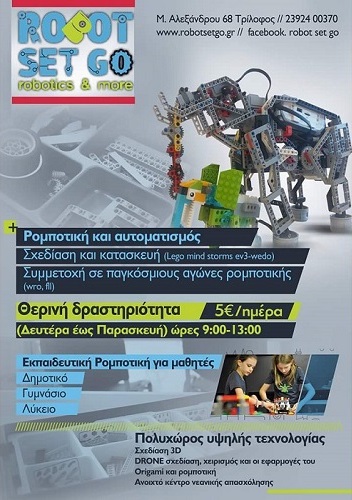 ROBOT
SET GO
robotics & more
Μ. Αλεξάνδρου 68 Τρίλοφος // 23924 00370
www.robotsetgo.gr // facebook. robot set go
+
Ρομποτική και αυτοματισμός
Σχεδίαση και κατασκευή (Lego mind storms ev3-wedo)
Συμμετοχή σε παγκόσμιους αγώνες ρομποτικής
(wro, fll)
Θερινή δραστηριότητα 5€/ημέρα
(Δευτέρα έως Παρασκευή) ώρες 9:00-13:00
Εκπαιδευτική Ρομποτική για μαθητές
Δημοτικό
Γυμνάσιο
Λύκειο
Πολυχώρος υψηλής τεχνολογίας
Σχεδίαση 3D
DRONE σχεδίαση, χειρισμός και οι εφαρμογές του
Origami και ρομποτική
Ανοικτό κέντρο νεανικής απασχόλησης